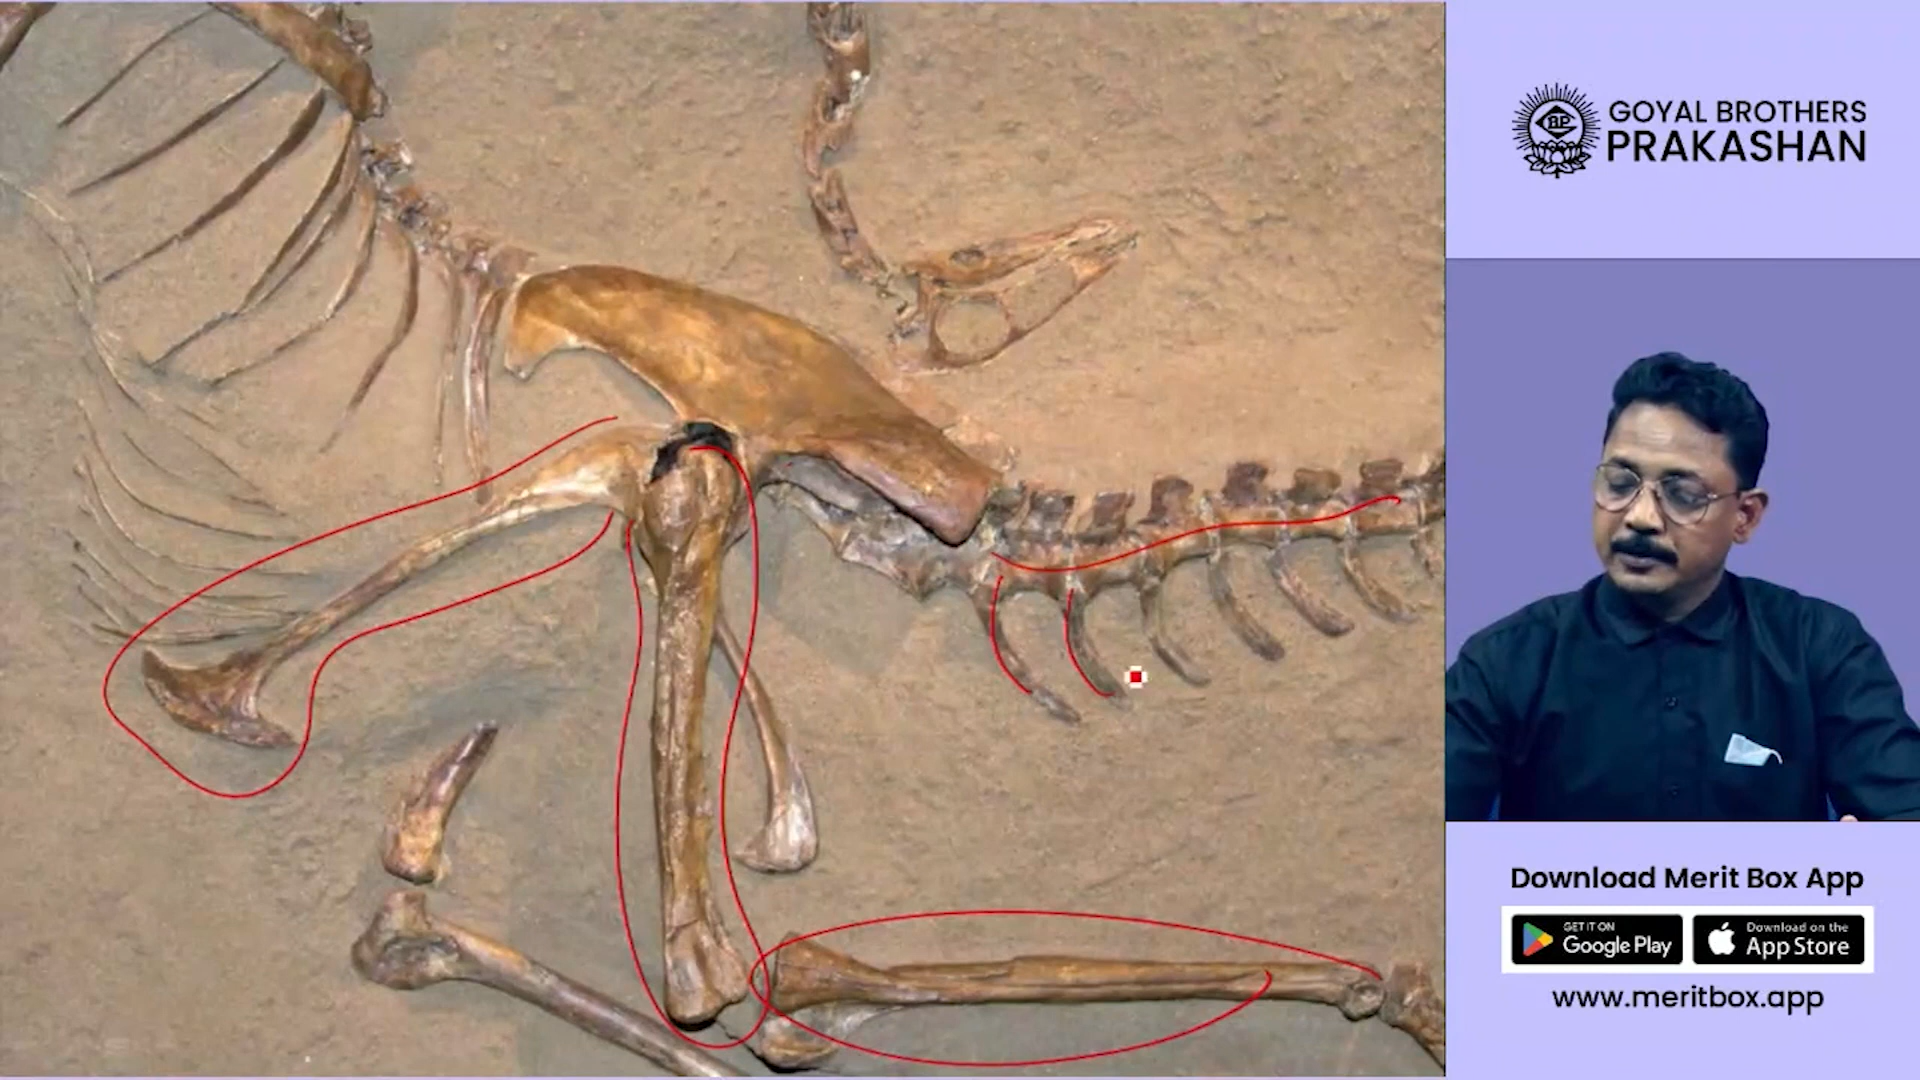 GOYAL BROTHERS
PRAKASHAN
GBP
Download Merit Box App
GET IT ON
Google Play
Download on the
App Store
www.meritbox.app